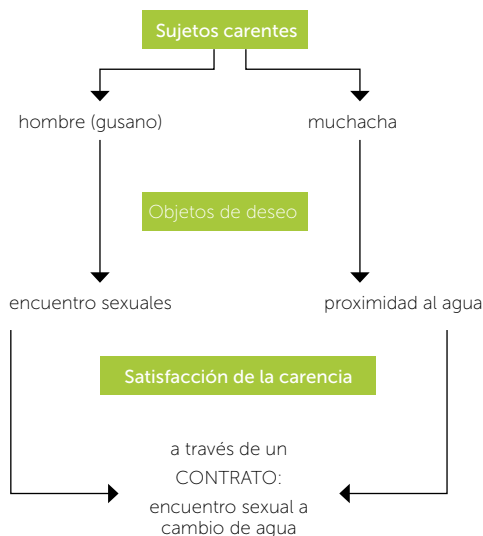 Sujetos carentes
hombre (gusano)
muchacha
Objetos de deseo
encuentro sexuales
proximidad al agua
Satisfacción de la carencia
a través de un
CONTRATO:
encuentro sexual a
cambio de agua